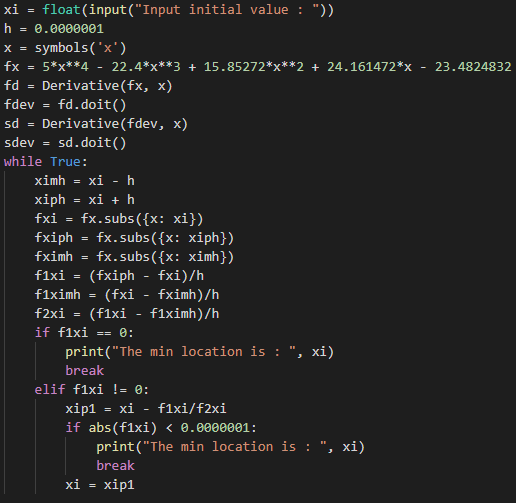 xi = float(input("Input initial value : "))
h = 0.0000001
x = symbols('x')
fx = 5*x**4 - 22.4*x**3 + 15.85272*x**2 + 24.161472*x - 23.4824832
fd = Derivative(fx, x)
fdev = fd.doit()
sd = Derivative(fdev, x)
sdev = sd.doit()
while True:
    ximh = xi - h
    xiph = xi + h
    fxi = fx.subs({x: xi})
    fxiph = fx.subs({x: xiph})
    fximh = fx.subs({x: ximh})
    f1xi = (fxiph - fxi)/h
    f1ximh = (fxi - fximh)/h
    f2xi = (f1xi - f1ximh)/h
    if f1xi == 0:
        print("The min location is : ", xi)
        break
    elif f1xi != 0:
        xip1 = xi - f1xi/f2xi
        if abs(f1xi) < 0.0000001:
            print("The min location is : ", xi)
            break
        xi = xip1